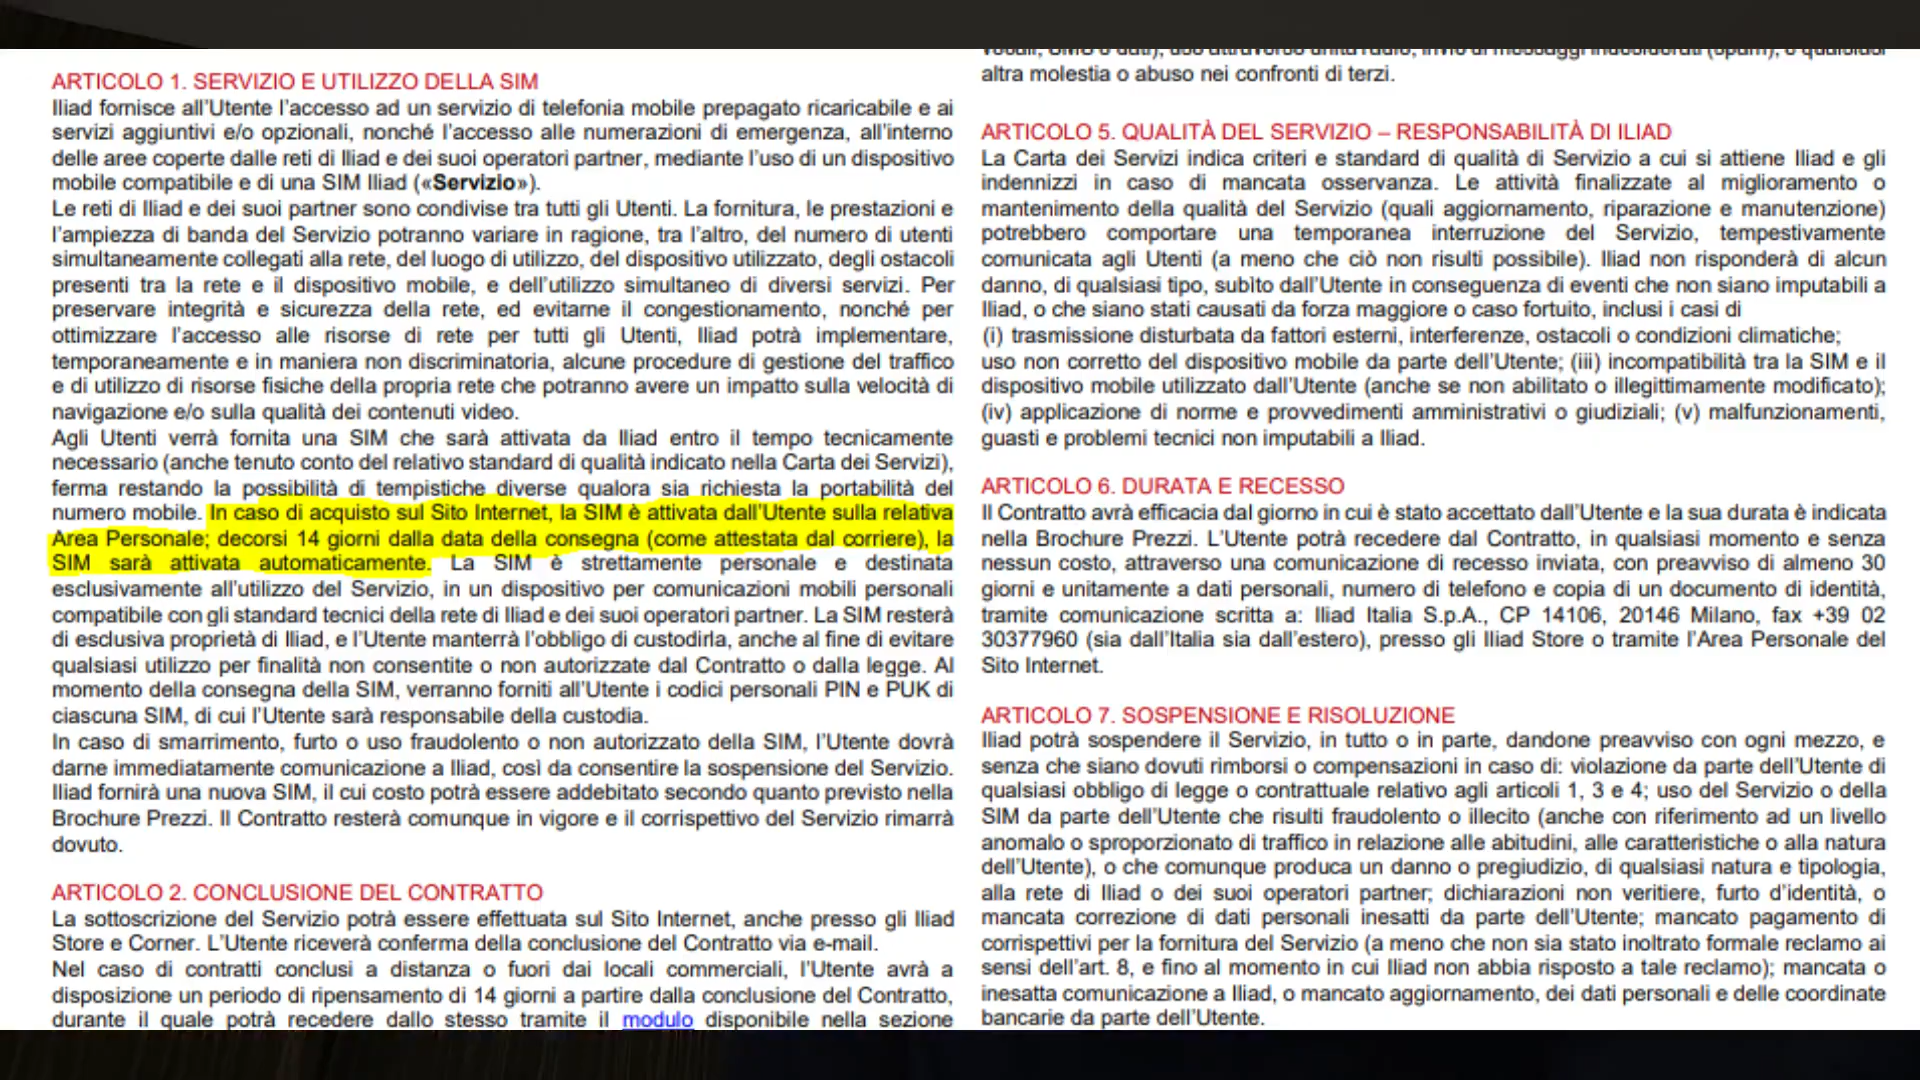 ARTICOLO 1. SERVIZIO E UTILIZZO DELLA SIM
Iliad fornisce all'Utente l'accesso ad un servizio di telefonia mobile prepagato ricaricabile e ai
servizi aggiuntivi e/o opzionali, nonché l'accesso alle numerazioni di emergenza, all'interno
delle aree coperte dalle reti di Iliad e dei suoi operatori partner, mediante l'uso di un dispositivo
mobile compatibile e di una SIM Iliad («Servizio»).
Le reti di Iliad e dei suoi partner sono condivise tra tutti gli Utenti. La fornitura, le prestazioni e
l'ampiezza di banda del Servizio potranno variare in ragione, tra l'altro, del numero di utenti
simultaneamente collegati alla rete, del luogo di utilizzo, del dispositivo utilizzato, degli ostacoli
presenti tra la rete e il dispositivo mobile, e dell'utilizzo simultaneo di diversi servizi. Per
preservare integrità e sicurezza della rete, ed evitarne il congestionamento, nonché per
ottimizzare l'accesso alle risorse di rete per tutti gli Utenti, Iliad potrà implementare,
temporaneamente e in maniera non discriminatoria, alcune procedure di gestione del traffico
e di utilizzo di risorse fisiche della propria rete che potranno avere un impatto sulla velocità di
navigazione e/o sulla qualità dei contenuti video.
Agli Utenti verrà fornita una SIM che sarà attivata da Iliad entro il tempo tecnicamente
necessario (anche tenuto conto del relativo standard di qualità indicato nella Carta dei Servizi),
ferma restando la possibilità di tempistiche diverse qualora sia richiesta la portabilità del
numero mobile. In caso di acquisto sul Sito Internet, la SIM è attivata dall'Utente sulla relativa
Area Personale; decorsi 14 giorni dalla data della consegna (come attestata dal corriere), la
SIM sarà attivata automaticamente. La SIM è strettamente personale e destinata
esclusivamente all'utilizzo del Servizio, in un dispositivo per comunicazioni mobili personali
compatibile con gli standard tecnici della rete di Iliad e dei suoi operatori partner. La SIM resterà
di esclusiva proprietà di Iliad, e l'Utente manterrà l'obbligo di custodirla, anche al fine di evitare
qualsiasi utilizzo per finalità non consentite o non autorizzate dal Contratto o dalla legge. Al
momento della consegna della SIM, verranno forniti all'Utente i codici personali PIN e PUK di
ciascuna SIM, di cui l'Utente sarà responsabile della custodia.
In caso di smarrimento, furto o uso fraudolento o non autorizzato della SIM, l'Utente dovrà
darne immediatamente comunicazione a Iliad, così da consentire la sospensione del Servizio.
Iliad fornirà una nuova SIM, il cui costo potrà essere addebitato secondo quanto previsto nella
Brochure Prezzi. Il Contratto resterà comunque in vigore e il corrispettivo del Servizio rimarrà
dovuto.
ARTICOLO 2. CONCLUSIONE DEL CONTRATTO
La sottoscrizione del Servizio potrà essere effettuata sul Sito Internet, anche presso gli Iliad
Store e Corner. L'Utente riceverà conferma della conclusione del Contratto via e-mail.
Nel caso di contratti conclusi a distanza o fuori dai locali commerciali, l'Utente avrà a
disposizione un periodo di ripensamento di 14 giorni a partire dalla conclusione del Contratto,
durante il quale potrà recedere dallo stesso tramite il modulo disponibile nella sezione
altra molestia o abuso nei confronti di terzi.
ARTICOLO 5. QUALITÀ DEL SERVIZIO – RESPONSABILITÀ DI ILIAD
La Carta dei Servizi indica criteri e standard di qualità di Servizio a cui si attiene Iliad e gli
indennizzi in caso di mancata osservanza. Le attività finalizzate al miglioramento o
mantenimento della qualità del Servizio (quali aggiornamento, riparazione e manutenzione)
potrebbero comportare una temporanea interruzione del Servizio, tempestivamente
comunicata agli Utenti (a meno che ciò non risulti possibile). Iliad non risponderà di alcun
danno, di qualsiasi tipo, subìto dall'Utente in conseguenza di eventi che non siano imputabili a
Iliad, o che siano stati causati da forza maggiore o caso fortuito, inclusi i casi di
(i) trasmissione disturbata da fattori esterni, interferenze, ostacoli o condizioni climatiche;
uso non corretto del dispositivo mobile da parte dell'Utente; (iii) incompatibilità tra la SIM e il
dispositivo mobile utilizzato dall'Utente (anche se non abilitato o illegittimamente modificato);
(iv) applicazione di norme e provvedimenti amministrativi o giudiziali; (v) malfunzionamenti,
guasti e problemi tecnici non imputabili a Iliad.
ARTICOLO 6. DURATA E RECESSO
Il Contratto avrà efficacia dal giorno in cui è stato accettato dall'Utente e la sua durata è indicata
nella Brochure Prezzi. L'Utente potrà recedere dal Contratto, in qualsiasi momento e senza
nessun costo, attraverso una comunicazione di recesso inviata, con preavviso di almeno 30
giorni e unitamente a dati personali, numero di telefono e copia di un documento di identità,
tramite comunicazione scritta a: Iliad Italia S.p.A., CP 14106, 20146 Milano, fax +39 02
30377960 (sia dall'Italia sia dall'estero), presso gli Iliad Store o tramite l'Area Personale del
Sito Internet.
ARTICOLO 7. SOSPENSIONE E RISOLUZIONE
Iliad potrà sospendere il Servizio, in tutto o in parte, dandone preavviso con ogni mezzo, e
senza che siano dovuti rimborsi o compensazioni in caso di: violazione da parte dell'Utente di
qualsiasi obbligo di legge o contrattuale relativo agli articoli 1, 3 e 4; uso del Servizio o della
SIM da parte dell'Utente che risulti fraudolento o illecito (anche con riferimento ad un livello
anomalo o sproporzionato di traffico in relazione alle abitudini, alle caratteristiche o alla natura
dell'Utente), o che comunque produca un danno o pregiudizio, di qualsiasi natura e tipologia,
alla rete di Iliad o dei suoi operatori partner; dichiarazioni non veritiere, furto d'identità, o
mancata correzione di dati personali inesatti da parte dell'Utente; mancato pagamento di
corrispettivi per la fornitura del Servizio (a meno che non sia stato inoltrato formale reclamo ai
sensi dell'art. 8, e fino al momento in cui Iliad non abbia risposto a tale reclamo); mancata o
inesatta comunicazione a Iliad, o mancato aggiornamento, dei dati personali e delle coordinate
bancarie da parte dell'Utente.